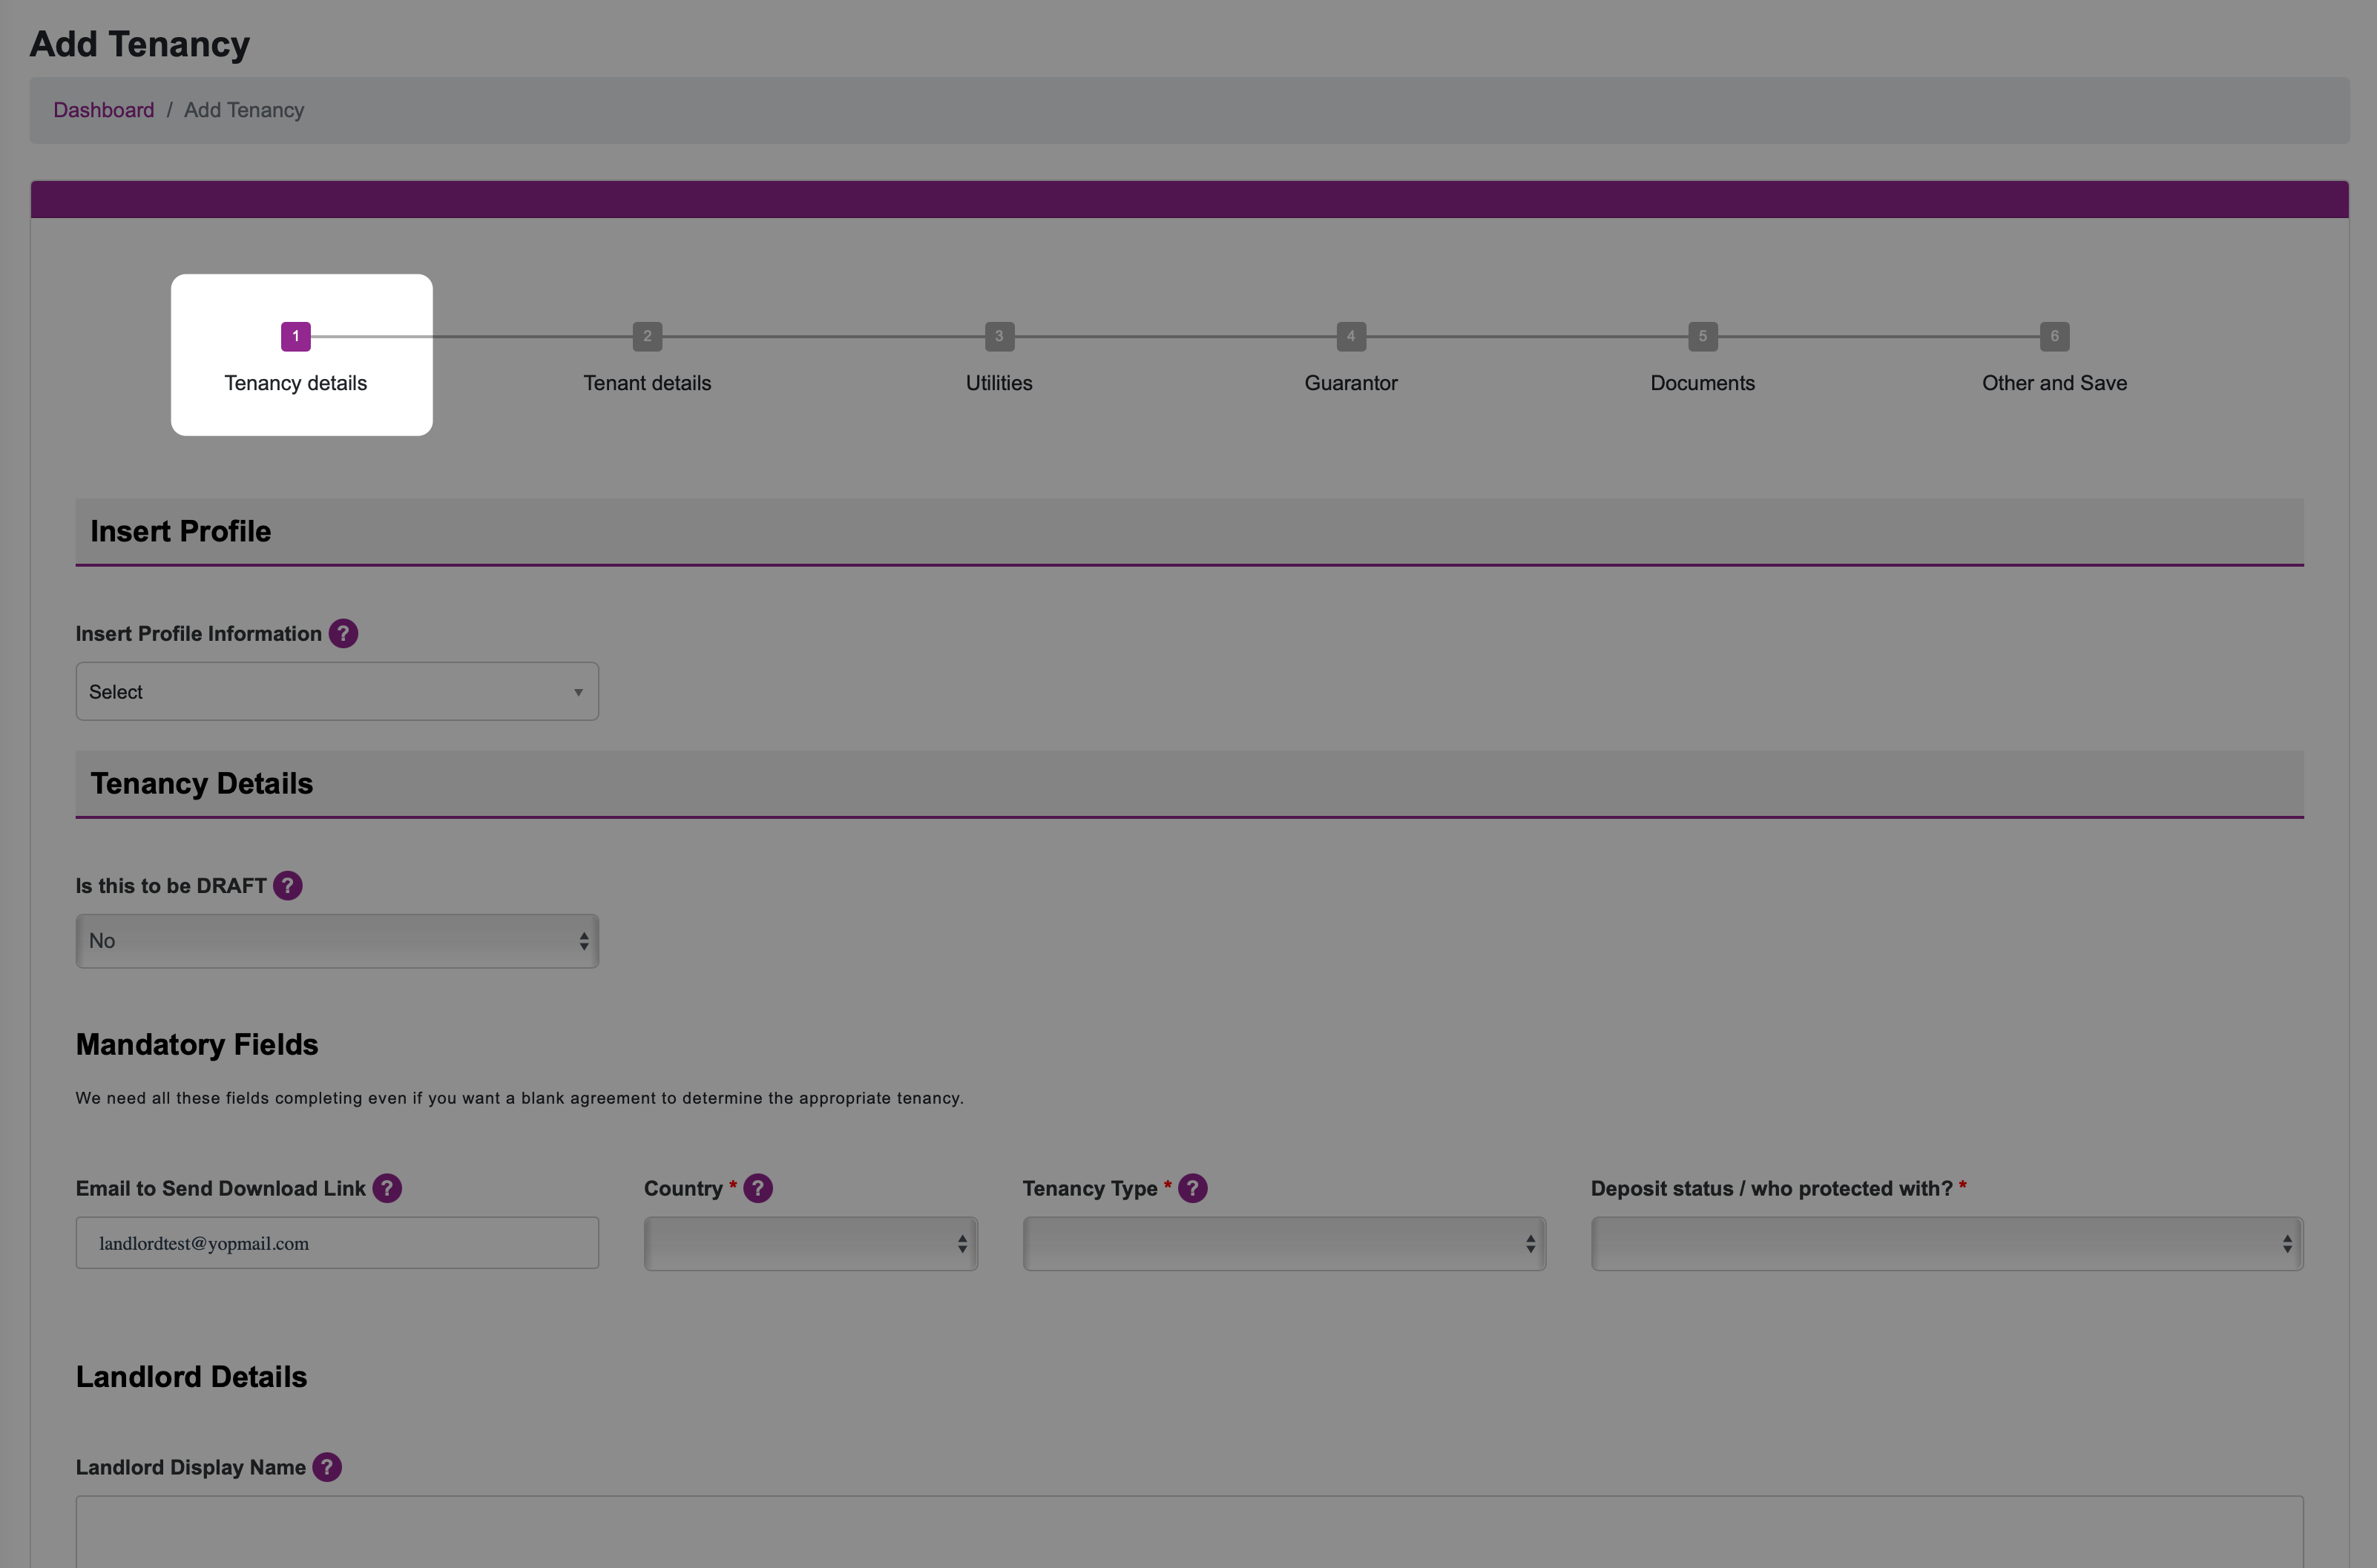 Add Tenancy
Dashboard / Add Tenancy
1 2 3 4 5 6
Tenancy details Tenant details Utilities Guarantor Documents Other and Save
Insert Profile
Insert Profile Information ?
Select
Tenancy Details
Is this to be DRAFT ?
No
Mandatory Fields
We need all these fields completing even if you want a blank agreement to determine the appropriate tenancy.
Email to Send Download Link ? Country * ? Tenancy Type * ? Deposit status / who protected with? *
landlordtest@yopmail.com
Landlord Details
Landlord Display Name ?